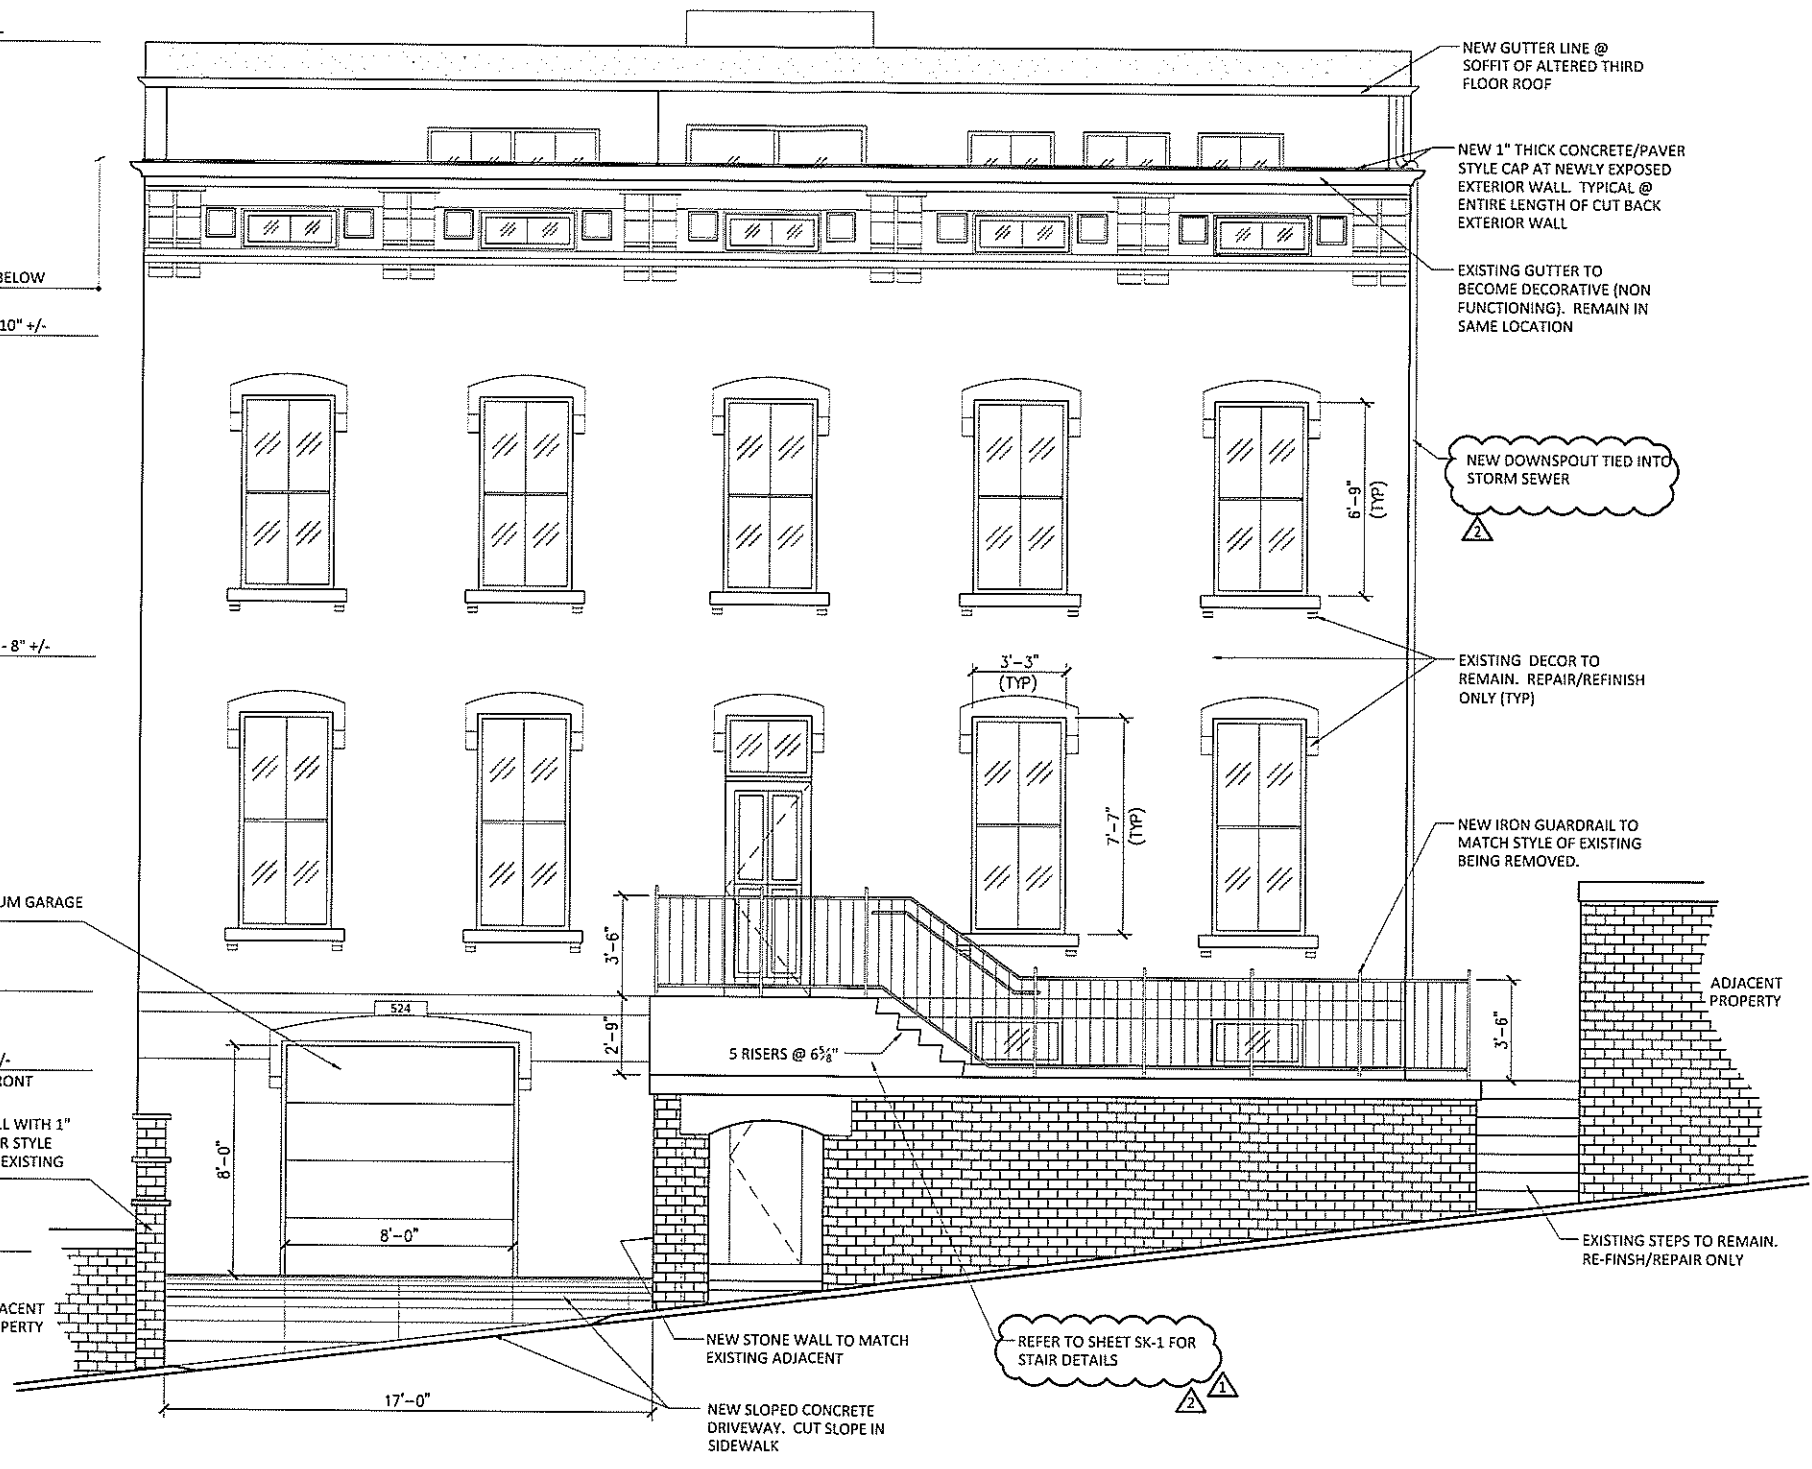 NEW GUTTER LINE @
SOFFIT OF ALTERED THIRD
FLOOR ROOF
NEW 1" THICK CONCRETE/PAVER
STYLE CAP AT NEWLY EXPOSED
EXTERIOR WALL. TYPICAL @
ENTIRE LENGTH OF CUT BACK
EXTERIOR WALL
EXISTING GUTTER TO
BECOME DECORATIVE (NON
FUNCTIONING). REMAIN IN
SAME LOCATION
BELOW
10" +/-
NEW DOWNSPOUT TIED INTO
STORM SEWER
2
6'-9"
(TYP)
- 8" +/-
3'-3"
(TYP)
EXISTING DECOR TO
REMAIN. REPAIR/REFINISH
ONLY (TYP)
7'-7"
(TYP)
NEW IRON GUARDRAIL TO
MATCH STYLE OF EXISTING
BEING REMOVED.
UM GARAGE
3'-6"
ADJACENT
PROPERTY
524
2'-9"
5 RISERS @ 6⅝"
3'-6"
/-
RONT
LL WITH 1"
R STYLE
EXISTING
8'-0"
8'-0"
EXISTING STEPS TO REMAIN.
RE-FINSH/REPAIR ONLY
ACENT
PERTY
NEW STONE WALL TO MATCH
EXISTING ADJACENT
REFER TO SHEET SK-1 FOR
STAIR DETAILS
1
2
17'-0"
NEW SLOPED CONCRETE
DRIVEWAY. CUT SLOPE IN
SIDEWALK